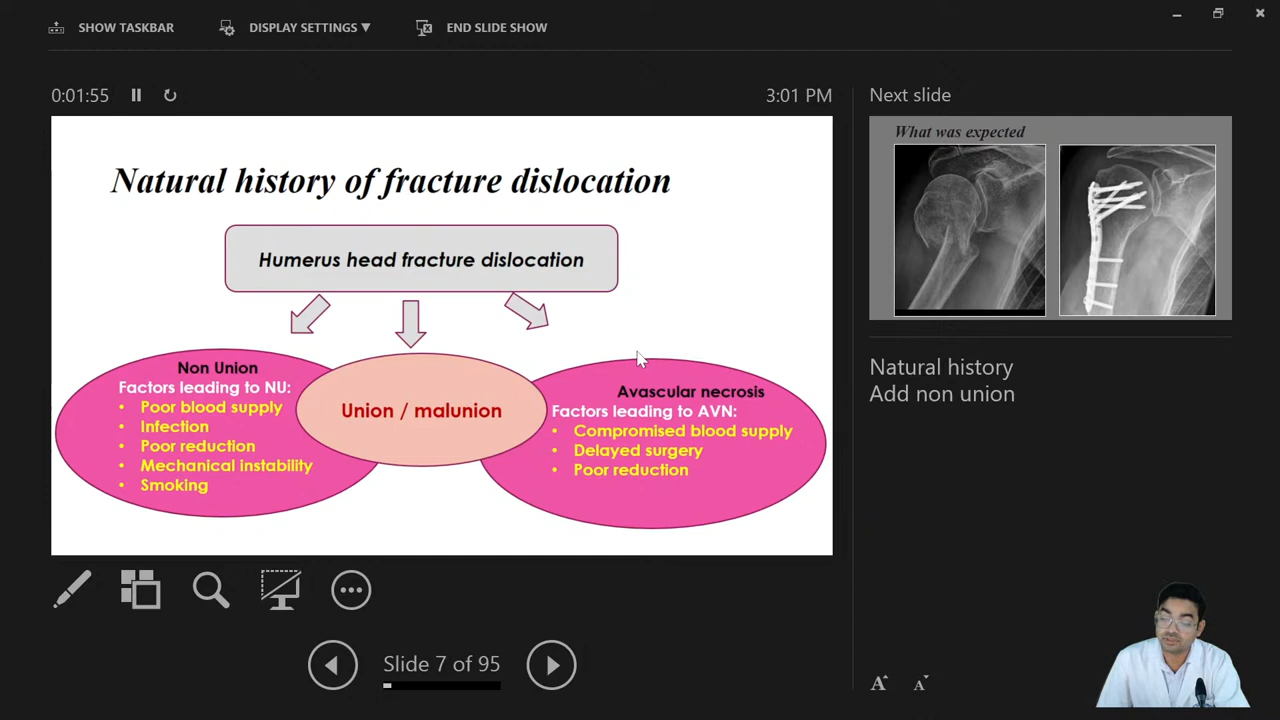 SHOW TASKBAR
DISPLAY SETTINGS ▼
END SLIDE SHOW
0:01:55
3:01 PM
Natural history of fracture dislocation
Humerus head fracture dislocation
Non Union
Factors leading to NU:
• Poor blood supply
• Infection
• Poor reduction
• Mechanical instability
• Smoking
Union / malunion
Avascular necrosis
Factors leading to AVN:
• Compromised blood supply
• Delayed surgery
• Poor reduction
Slide 7 of 95
Next slide
What was expected
Natural history
Add non union
A A